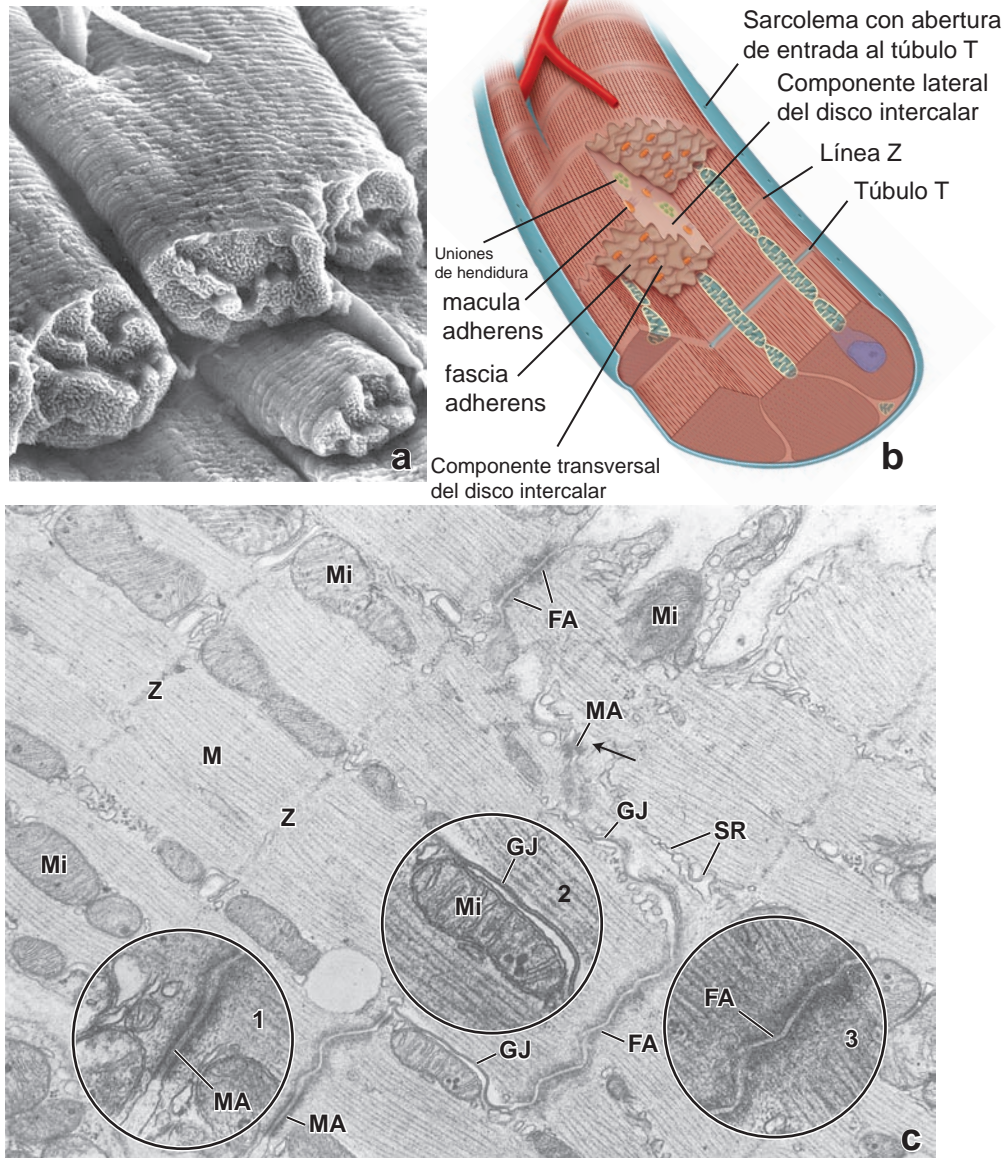 a
Sarcolema con abertura
de entrada al túbulo T
Componente lateral
del disco intercalar
Línea Z
Túbulo T
Uniones
de hendidura
macula
adherens
fascia
adherens
Componente transversal
del disco intercalar
b
Mi
FA
Mi
Z
MA
M
GJ
Z
SR
Mi
GJ
2
Mi
FA
3
1
GJ
FA
MA
MA
c